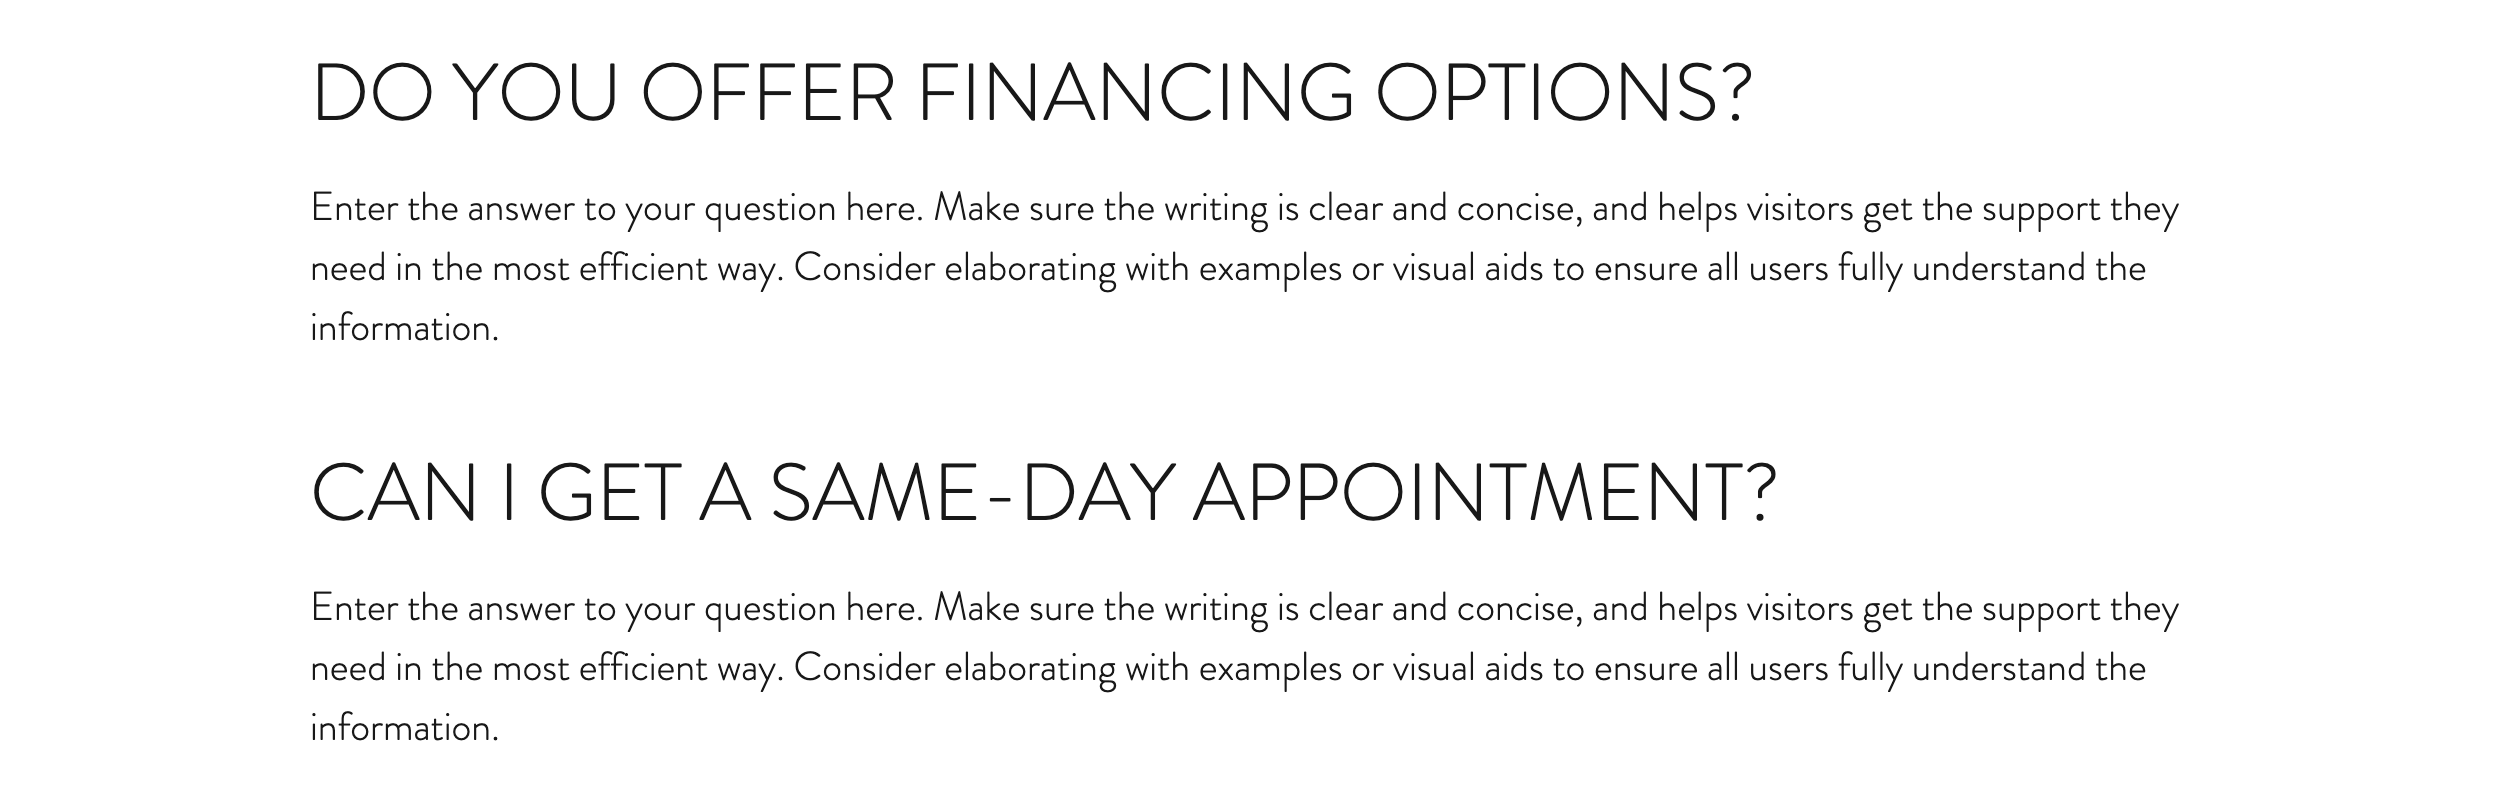 DO YOU OFFER FINANCING OPTIONS?
Enter the answer to your question here. Make sure the writing is clear and concise, and helps visitors get the support they
need in the most efficient way. Consider elaborating with examples or visual aids to ensure all users fully understand the
information.
CAN I GET A SAME-DAY APPOINTMENT?
Enter the answer to your question here. Make sure the writing is clear and concise, and helps visitors get the support they
need in the most efficient way. Consider elaborating with examples or visual aids to ensure all users fully understand the
information.